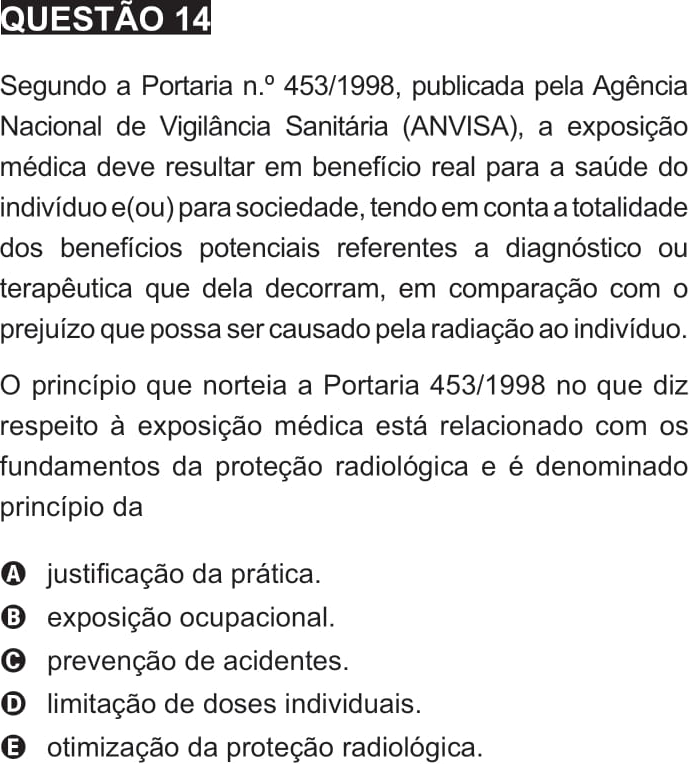 QUESTÃO 14
Segundo a Portaria n.º 453/1998, publicada pela Agência
Nacional de Vigilância Sanitária (ANVISA), a exposição
médica deve resultar em benefício real para a saúde do
indivíduo e(ou) para sociedade, tendo em conta a totalidade
dos benefícios potenciais referentes a diagnóstico ou
terapêutica que dela decorram, em comparação com o
prejuízo que possa ser causado pela radiação ao indivíduo.
O princípio que norteia a Portaria 453/1998 no que diz
respeito à exposição médica está relacionado com os
fundamentos da proteção radiológica e é denominado
princípio da
A justificação da prática.
B exposição ocupacional.
C prevenção de acidentes.
D limitação de doses individuais.
E otimização da proteção radiológica.